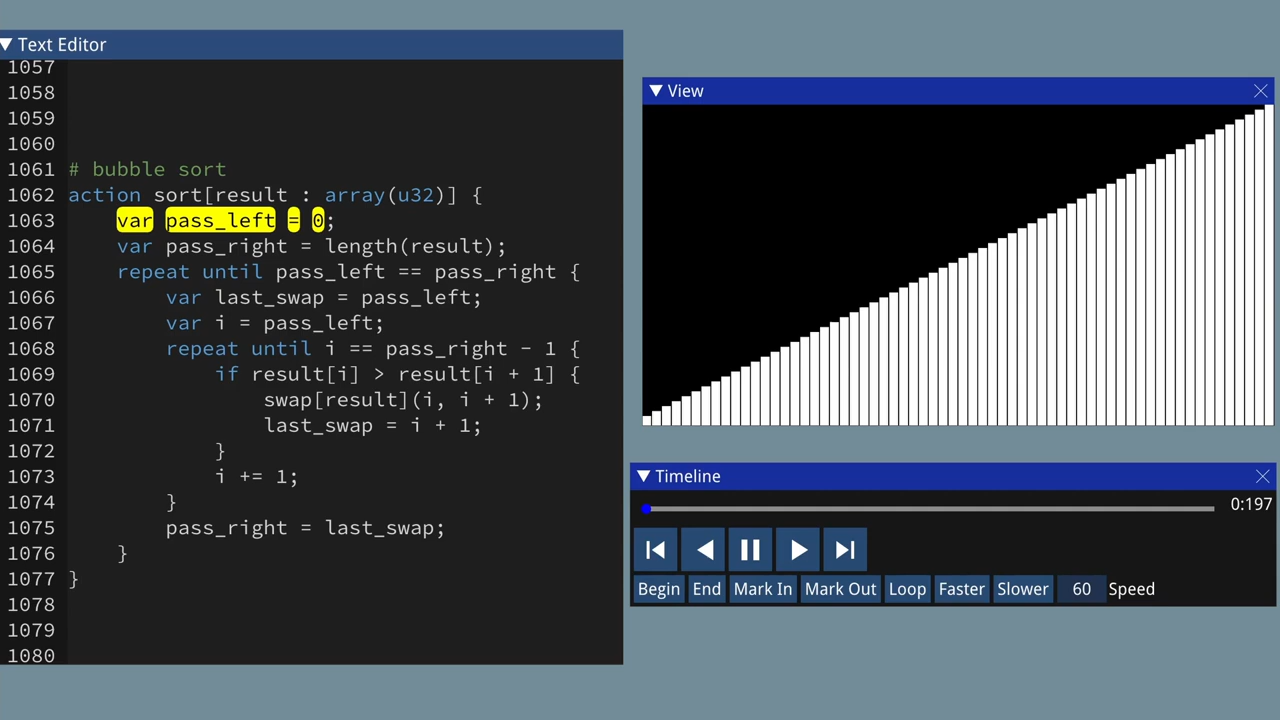 Text Editor
1057
1058
1059
1060
1061 # bubble sort
1062 action sort[result : array(u32)] {
1063     var pass_left = 0;
1064     var pass_right = length(result);
1065     repeat until pass_left == pass_right {
1066         var last_swap = pass_left;
1067         var i = pass_left;
1068         repeat until i == pass_right - 1 {
1069             if result[i] > result[i + 1] {
1070                 swap[result](i, i + 1);
1071                 last_swap = i + 1;
1072             }
1073             i += 1;
1074         }
1075         pass_right = last_swap;
1076     }
1077 }
1078
1079
1080
View
Timeline
0:197
Begin End Mark In Mark Out Loop Faster Slower 60 Speed